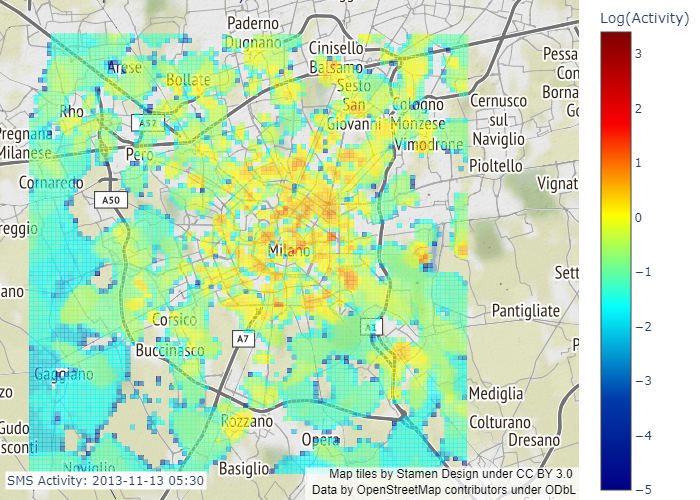 Log(Activity)
3
2
1
0
−1
−2
−3
−4
−5
Paderno
Dugnano
Cinisello
Balsamo
Arese
Bollate
Sesto
San
Giovanni
Cologno
Monzese
Cernusco
sul
Naviglio
Pessa
Con
Borna
Go
Rho
A52
Pregnana
Milanese
Pero
Vimodrone
Pioltello
Cornaredo
Vignat
A50
reggio
Milano
Sett
ano
Pantigliate
Corsico
A1
A7
Buccinasco
P
Gaggiano
zo
Mediglia
Rozzano
Colturano
Gudo
sconti
Opera
Dresano
Noviglio
Basiglio
SMS Activity: 2013-11-13 05:30
Map tiles by Stamen Design under CC BY 3.0
Data by OpenStreetMap contributors under ODbL